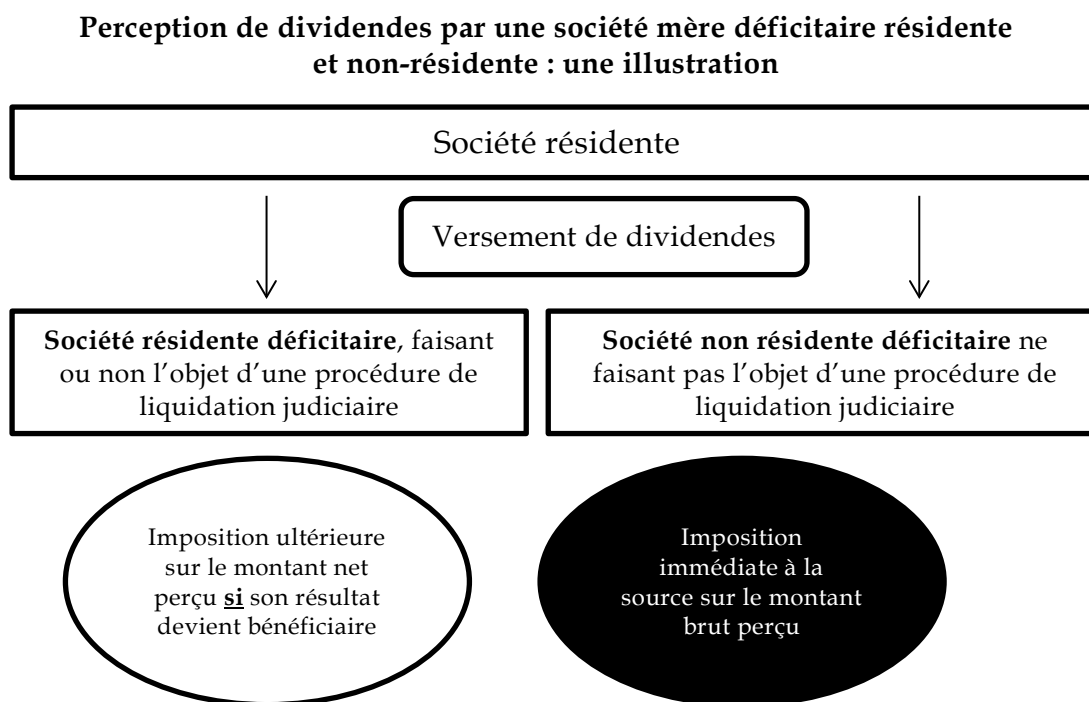 Perception de dividendes par une société mère déficitaire résidente
et non-résidente : une illustration
Société résidente
Versement de dividendes
Société résidente déficitaire, faisant
ou non l’objet d’une procédure de
liquidation judiciaire
Société non résidente déficitaire ne
faisant pas l’objet d’une procédure de
liquidation judiciaire
Imposition ultérieure
sur le montant net
perçu si son résultat
devient bénéficiaire
Imposition
immédiate à la
source sur le montant
brut perçu